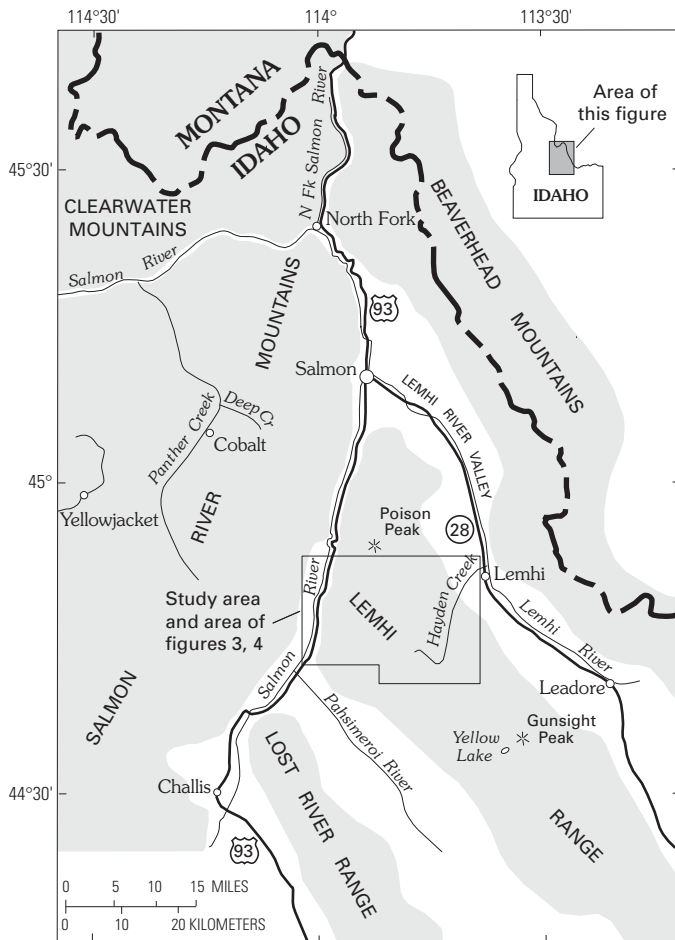 114°30'
114°
113°30'
MONTANA
IDAHO
N Fk Salmon River
Area of
this figure
IDAHO
45°30'
CLEARWATER
MOUNTAINS
BEAVERHEAD
MOUNTAINS
North Fork
Salmon River
MOUNTAINS
93
Salmon
LEMHI RIVER VALLEY
Deep Cr
Panther Creek
Cobalt
45°
Yellowjacket
RIVER
Poison
Peak
28
Study area
and area of
figures 3, 4
River
LEMHI
Hayden Creek
Lemhi
Lemhi River
Salmon
SALMON
Leadore
Pahsimeroi River
Gunsight
Peak
Yellow
Lake
LOST
RIVER
RANGE
RANGE
Challis
44°30'
93
0 5 10 15 MILES
0 10 20 KILOMETERS